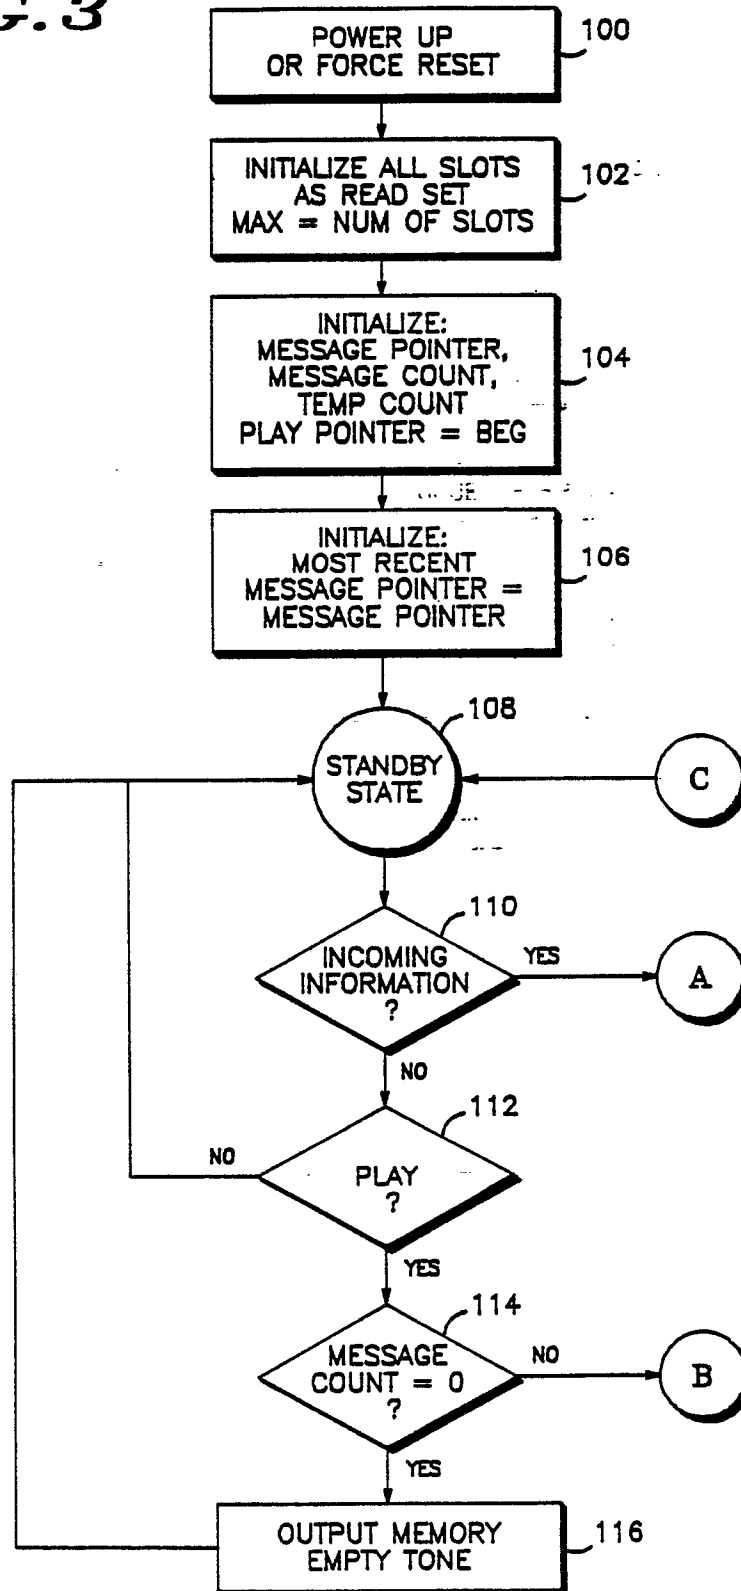 G. 3
POWER UP
OR FORCE RESET
100
INITIALIZE ALL SLOTS
AS READ SET
MAX = NUM OF SLOTS
102
INITIALIZE:
MESSAGE POINTER,
MESSAGE COUNT,
TEMP COUNT
PLAY POINTER = BEG
104
INITIALIZE:
MOST RECENT
MESSAGE POINTER =
MESSAGE POINTER
106
108
STANDBY
STATE
C
110
INCOMING
INFORMATION
?
YES
A
NO
112
PLAY
?
NO
YES
114
MESSAGE
COUNT = 0
?
NO
B
YES
OUTPUT MEMORY
EMPTY TONE
116